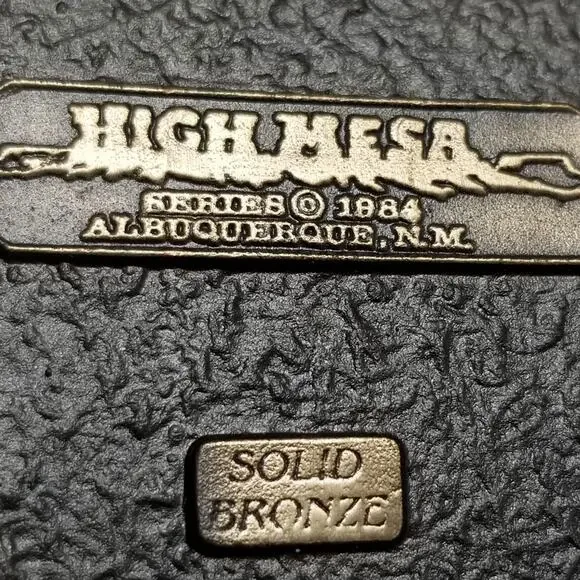 HIGH MESA
SERIES © 1984
ALBUQUERQUE, N.M.
SOLID
BRONZE